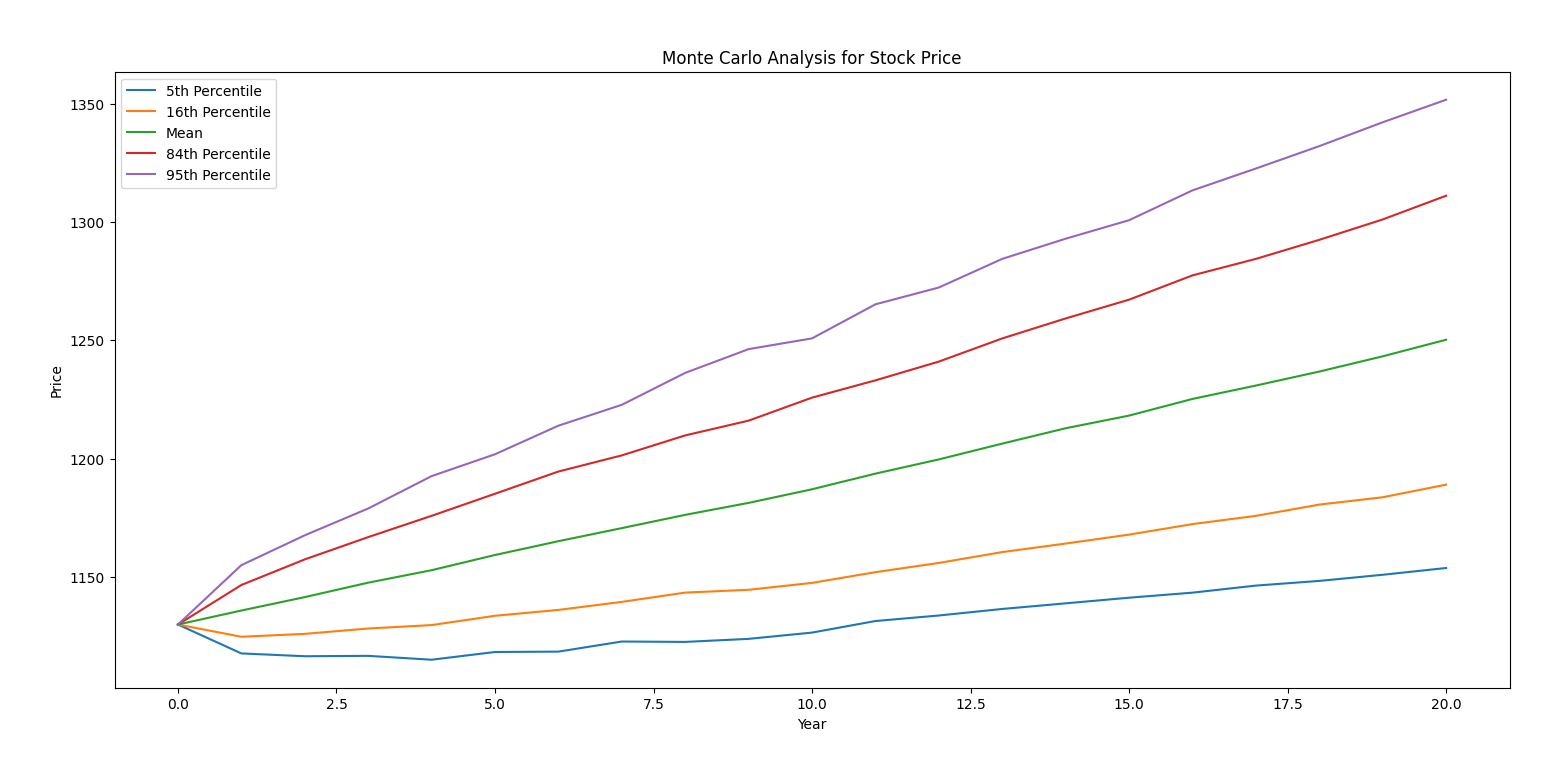 Monte Carlo Analysis for Stock Price
5th Percentile
16th Percentile
Mean
84th Percentile
95th Percentile
Price
1350
1300
1250
1200
1150
0.0 2.5 5.0 7.5 10.0 12.5 15.0 17.5 20.0
Year